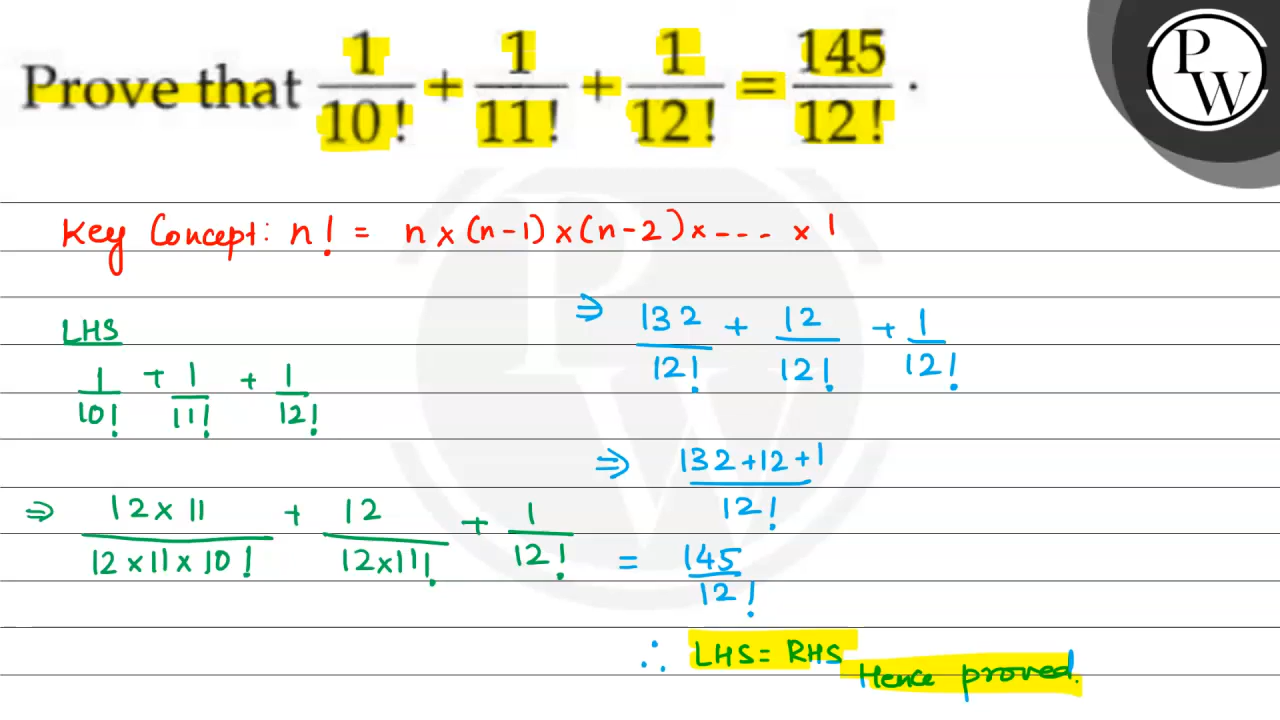 Prove that 1/10! + 1/11! + 1/12! = 145/12! .
P
W
Key Concept: n! = n × (n-1) × (n-2) × ---- × 1
LHS
1/10! + 1/11! + 1/12!
⇒ 12 × 11/12 × 11 × 10! + 12/12 × 11! + 1/12!
⇒ 132/12! + 12/12! + 1/12!
⇒ 132+12+1/12!
= 145/12!
∴ LHS = RHS
Hence proved.